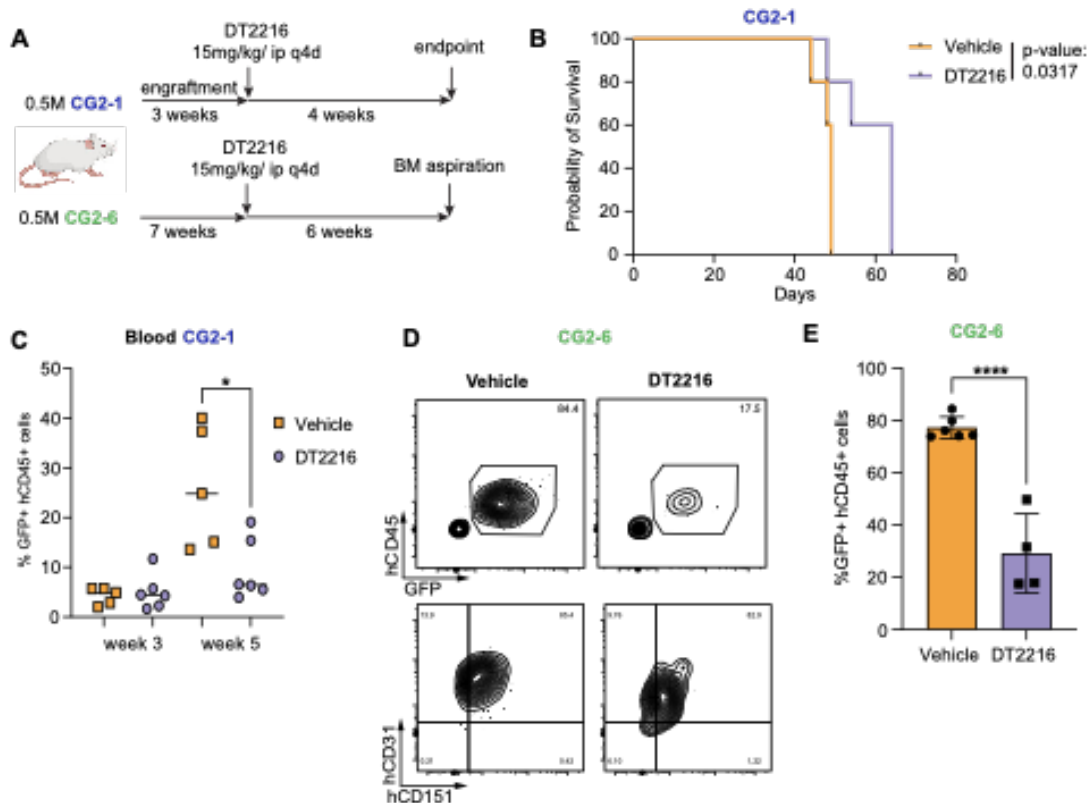 A
DT2216
15mg/kg/ ip q4d
endpoint
engraftment
0.5M CG2-1
3 weeks
4 weeks
DT2216
15mg/kg/ ip q4d
BM aspiration
0.5M CG2-6
7 weeks
6 weeks
B
CG2-1
Probability of Survival
100
80
60
40
20
0
0 20 40 60 80
Days
Vehicle
DT2216
p-value:
0.0317
C
Blood CG2-1
% GFP+ hCD45+ cells
50
40
30
20
10
0
*
Vehicle
DT2216
week 3 week 5
D
CG2-6
Vehicle DT2216
84.4
17.5
hCD45
GFP
hCD31
hCD151
E
CG2-6
%GFP+ hCD45+ cells
100
80
60
40
20
0
****
Vehicle DT2216